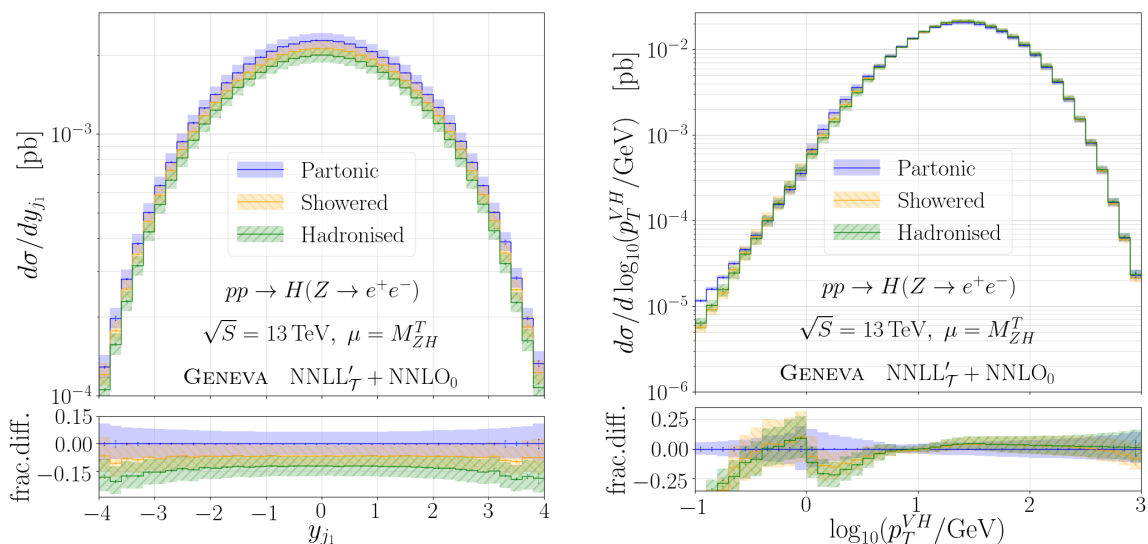 dσ/dy_{j_1} [pb]
10^{-3}
10^{-4}
Partonic
Showered
Hadronised
pp → H(Z → e^+e^-)
√S = 13 TeV, μ = M^T_{ZH}
GENEVA NNLL'_𝒯 + NNLO_0
frac.diff.
0.15
0.00
−0.15
−4 −3 −2 −1 0 1 2 3 4
y_{j_1}
dσ/d log_{10}(p_T^{VH}/GeV) [pb]
10^{-2}
10^{-3}
10^{-4}
10^{-5}
10^{-6}
Partonic
Showered
Hadronised
pp → H(Z → e^+e^-)
√S = 13 TeV, μ = M^T_{ZH}
GENEVA NNLL'_𝒯 + NNLO_0
frac.diff.
0.25
0.00
−0.25
−1 0 1 2 3
log_{10}(p_T^{VH}/GeV)